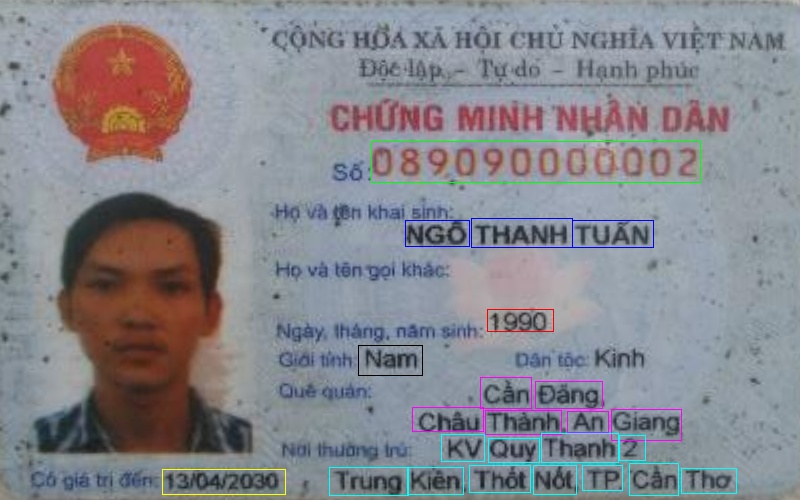 CỘNG HÒA XÃ HỘI CHỦ NGHĨA VIỆT NAM
Độc lập - Tự do - Hạnh phúc
CHỨNG MINH NHÂN DÂN
Số: 089090000002
Họ và tên khai sinh:
NGÔ THANH TUẤN
Họ và tên gọi khác:
Ngày, tháng, năm sinh: 1990
Giới tính: Nam Dân tộc: Kinh
Quê quán: Cần Đăng,
Châu Thành, An Giang
Nơi thường trú: KV Quy Thạnh 2
Trung Kiên, Thốt Nốt, TP. Cần Thơ
Có giá trị đến: 13/04/2030